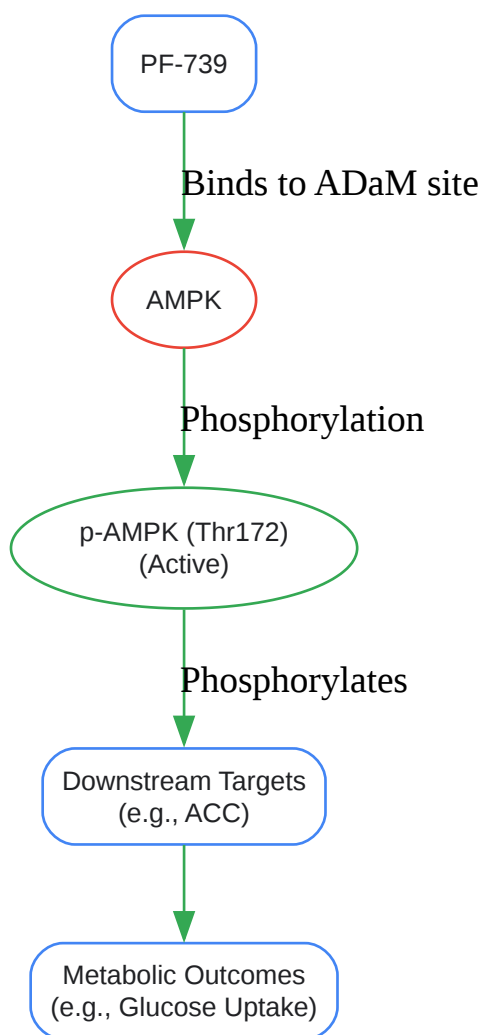 PF-739
Binds to ADaM site
AMPK
Phosphorylation
p-AMPK (Thr172)
(Active)
Phosphorylates
Downstream Targets
(e.g., ACC)
Metabolic Outcomes
(e.g., Glucose Uptake)